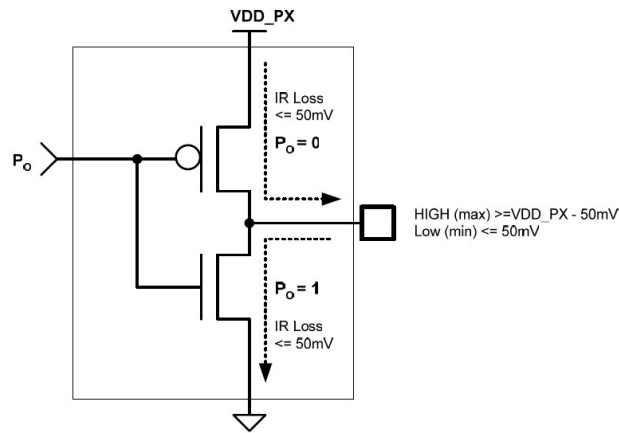 VDD_PX
IR Loss
<= 50mV
Po = 0
Po
HIGH (max) >=VDD_PX - 50mV
Low (min) <= 50mV
Po = 1
IR Loss
<= 50mV